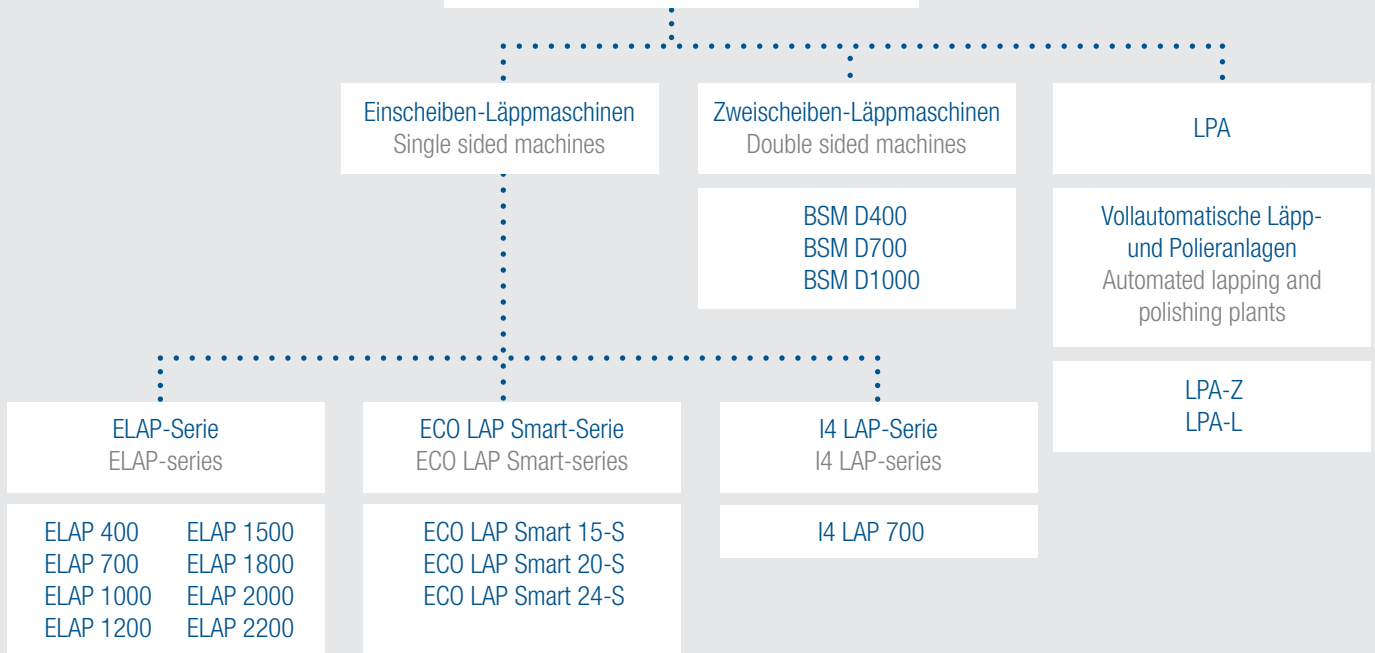 Einscheiben-Läppmaschinen
Single sided machines
Zweischeiben-Läppmaschinen
Double sided machines
LPA
BSM D400
BSM D700
BSM D1000
Vollautomatische Läpp-
und Polieranlagen
Automated lapping and
polishing plants
LPA-Z
LPA-L
ELAP-Serie
ELAP-series
ECO LAP Smart-Serie
ECO LAP Smart-series
I4 LAP-Serie
I4 LAP-series
ELAP 400
ELAP 700
ELAP 1000
ELAP 1200
ELAP 1500
ELAP 1800
ELAP 2000
ELAP 2200
ECO LAP Smart 15-S
ECO LAP Smart 20-S
ECO LAP Smart 24-S
I4 LAP 700